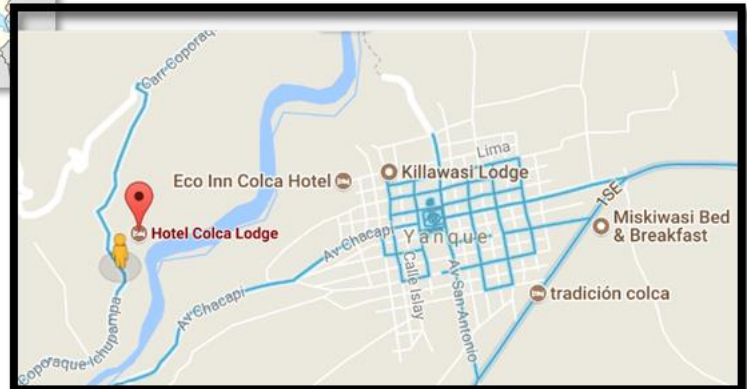 Carr Coporaq
Lima
Killawasi Lodge
Eco Inn Colca Hotel
1SE
Miskiwasi Bed
& Breakfast
Hotel Colca Lodge
Av Chacapi
Yanque
Calle Islay
Av San Antonio
tradición colca
Av Chacapi
Coporaque Ichupampa